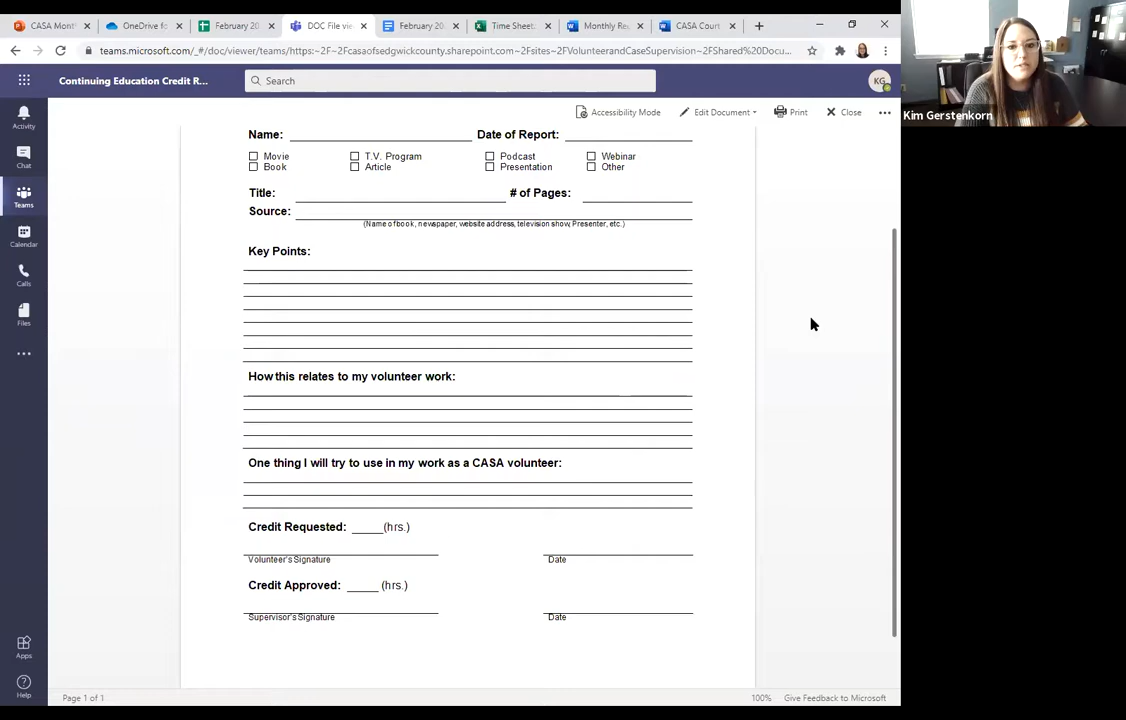 CASA Mont
OneDrive fo
February 20
DOC File vie
February 20
Time Sheet
Monthly Re
CASA Court
teams.microsoft.com/_#/doc/viewer/teams/https:~2F~2Fcasaofsedgwickcounty.sharepoint.com~2Fsites~2FVolunteerandCaseSupervision~2FShared%20Docu...
Continuing Education Credit R...
Search
KG
Kim Gerstenkorn
Activity
Chat
Teams
Calendar
Calls
Files
Apps
Help
Accessibility Mode Edit Document Print Close
Name: Date of Report:
Movie T.V. Program Podcast Webinar
Book Article Presentation Other
Title: # of Pages:
Source:
(Name of book, newspaper, website address, television show, Presenter, etc.)
Key Points:
How this relates to my volunteer work:
One thing I will try to use in my work as a CASA volunteer:
Credit Requested: _____(hrs.)
Volunteer's Signature Date
Credit Approved: _____ (hrs.)
Supervisor's Signature Date
Page 1 of 1 100% Give Feedback to Microsoft